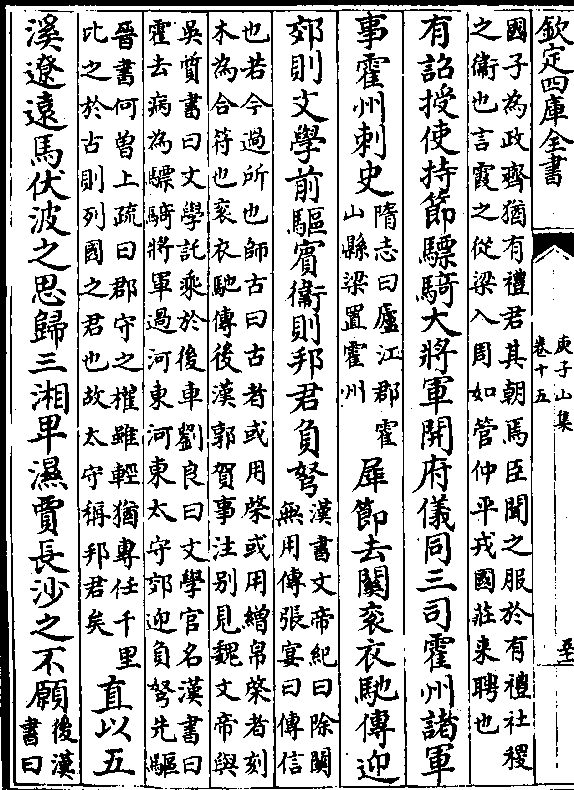 欽定四庫全書
庾子山集
卷十五
國子為政齊猶有禮君其朝焉臣聞之服於有禮社稷
之衛也言霞之從梁入周如管仲平戎國莊来聘也
有詔授使持節驃騎大將軍開府儀同三司霍州諸軍
事霍州刺史
隋志曰廬江郡霍
山縣梁置霍州
犀節去關衮衣馳傳迎
郊則文學前驅賓衛則邦君負弩
漢書文帝紀曰除關
無用傳張宴曰傳信
也若今過所也師古曰古者或用棨或用繒帛棨者刻
木為合符也衮衣馳傳後漢郭賀事注别見魏文帝與
吳質書曰文學託乘於後車劉良曰文學官名漢書曰
霍去病為驃騎將軍過河東河東太守郊迎負弩先驅
晉書何曽上疏曰郡守之權雖輕猶專任千里
比之於古則列國之君也故太守稱邦君矣
直以五
溪遼遠馬伏波之思歸三湘卑濕賈長沙之不願
後漢
書曰